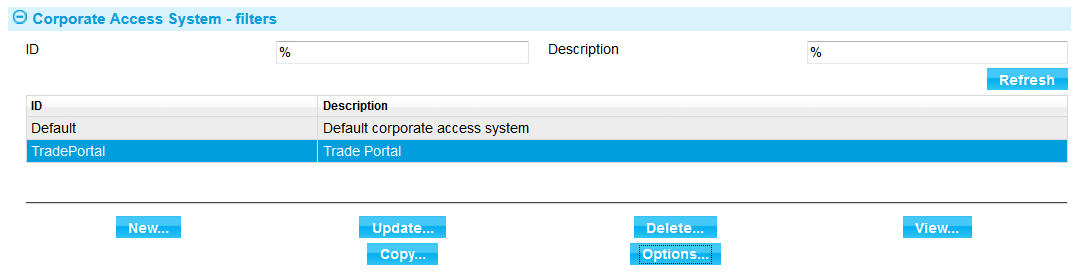 Corporate Access System - filters
ID % Description %
Refresh
ID Description
Default Default corporate access system
TradePortal Trade Portal
New... Update... Delete... View...
Copy... Options...